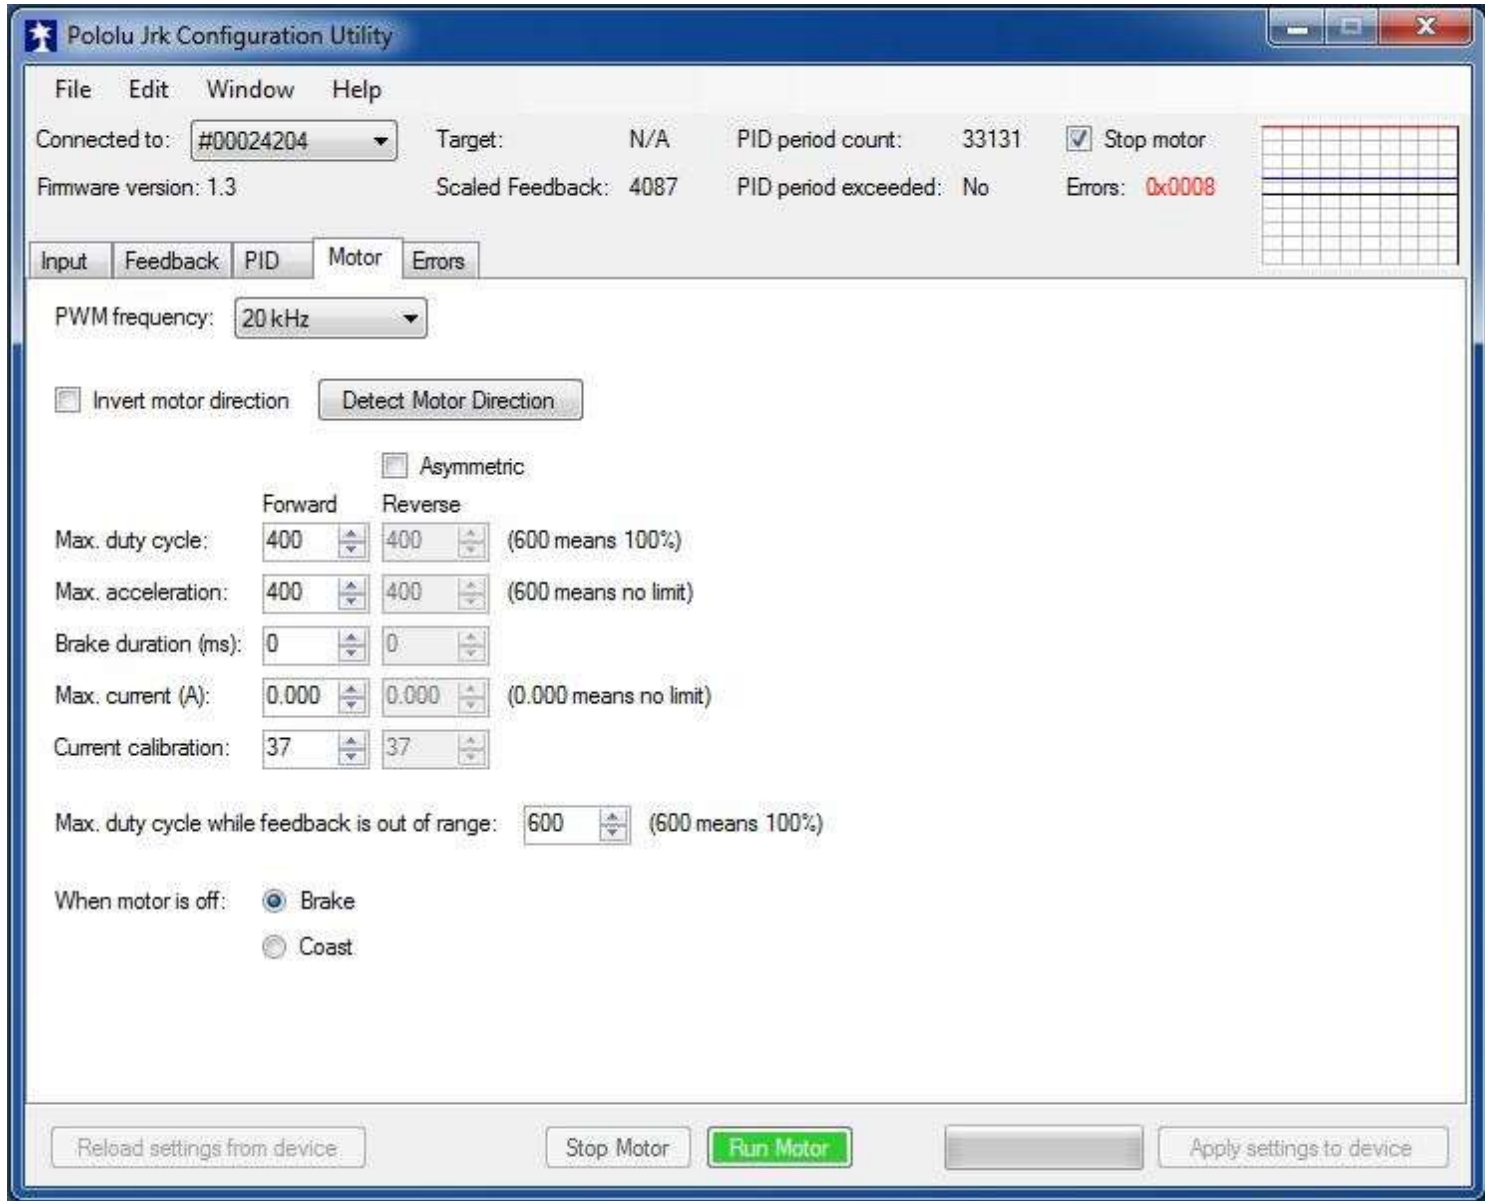 Pololu Jrk Configuration Utility
File Edit Window Help
Connected to: #00024204 Target: N/A PID period count: 33131 Stop motor
Firmware version: 1.3 Scaled Feedback: 4087 PID period exceeded: No Errors: 0x0008
Input Feedback PID Motor Errors
PWM frequency: 20 kHz
Invert motor direction Detect Motor Direction
Asymmetric
Forward Reverse
Max. duty cycle: 400 400 (600 means 100%)
Max. acceleration: 400 400 (600 means no limit)
Brake duration (ms): 0 0
Max. current (A): 0.000 0.000 (0.000 means no limit)
Current calibration: 37 37
Max. duty cycle while feedback is out of range: 600 (600 means 100%)
When motor is off: Brake
Coast
Reload settings from device Stop Motor Run Motor Apply settings to device